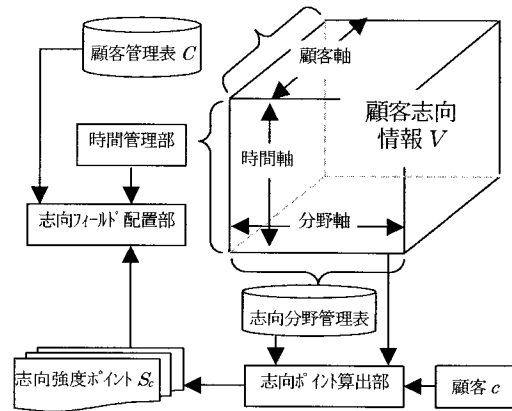 顧客管理表 C
顧客軸
顧客志向
情報 V
時間管理部
時間軸
志向フィールド配置部
分野軸
志向分野管理表
志向強度ポイント Sc
志向ポイント算出部
顧客 c